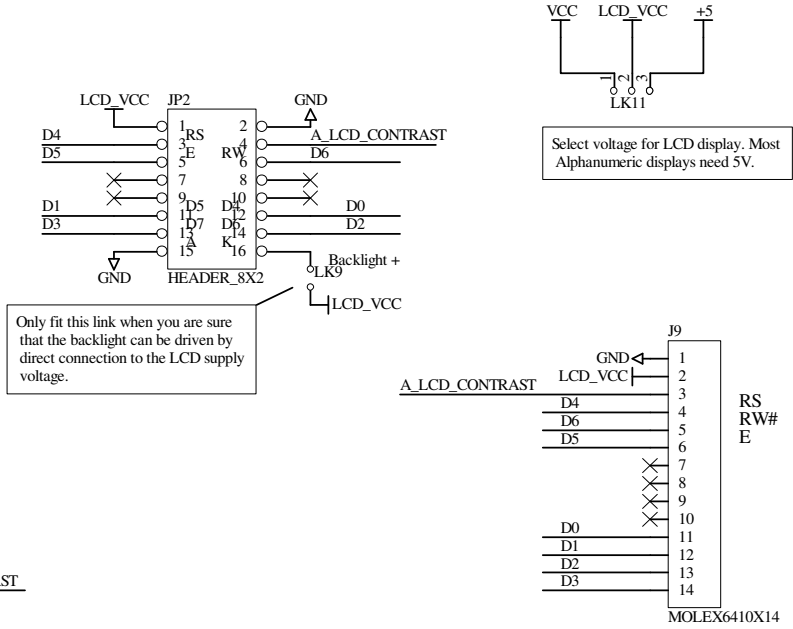 VCC LCD_VCC +5
1 2 3
LK11
Select voltage for LCD display. Most
Alphanumeric displays need 5V.
LCD_VCC JP2 GND
1 RS 2
D4 3 4 A_LCD_CONTRAST
D5 E RW D6
5 6
7 8
9 10
D1 D5 D4 D0
11 12
D3 D7 D6 D2
13 14
A K
15 16
GND HEADER_8X2
Backlight +
LK9
LCD_VCC
Only fit this link when you are sure
that the backlight can be driven by
direct connection to the LCD supply
voltage.
J9
GND 1
LCD_VCC 2
A_LCD_CONTRAST 3 RS
D4 4 RW#
D6 5 E
D5 6
7
8
9
10
D0 11
D1 12
D2 13
D3 14
MOLEX6410X14
ST